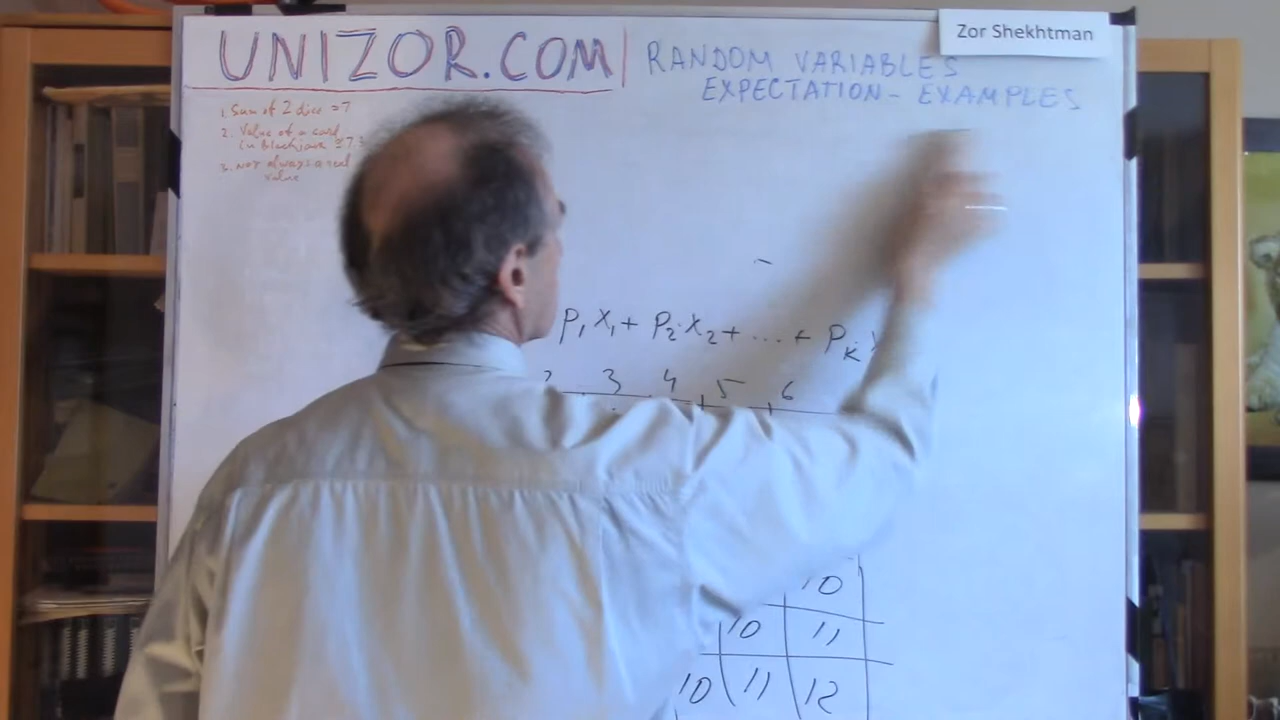 UNIZOR.COM
Zor Shekhtman
RANDOM VARIABLES
EXPECTATION - EXAMPLES
1. Sum of 2 dice = 7
2. Value of a card
in Blackjack ≅ 7.3
3. Not always a real
value
P₁ X₁ + P₂·X₂ + ... + P_K
3 4 5 6
10
10 11
10 11 12